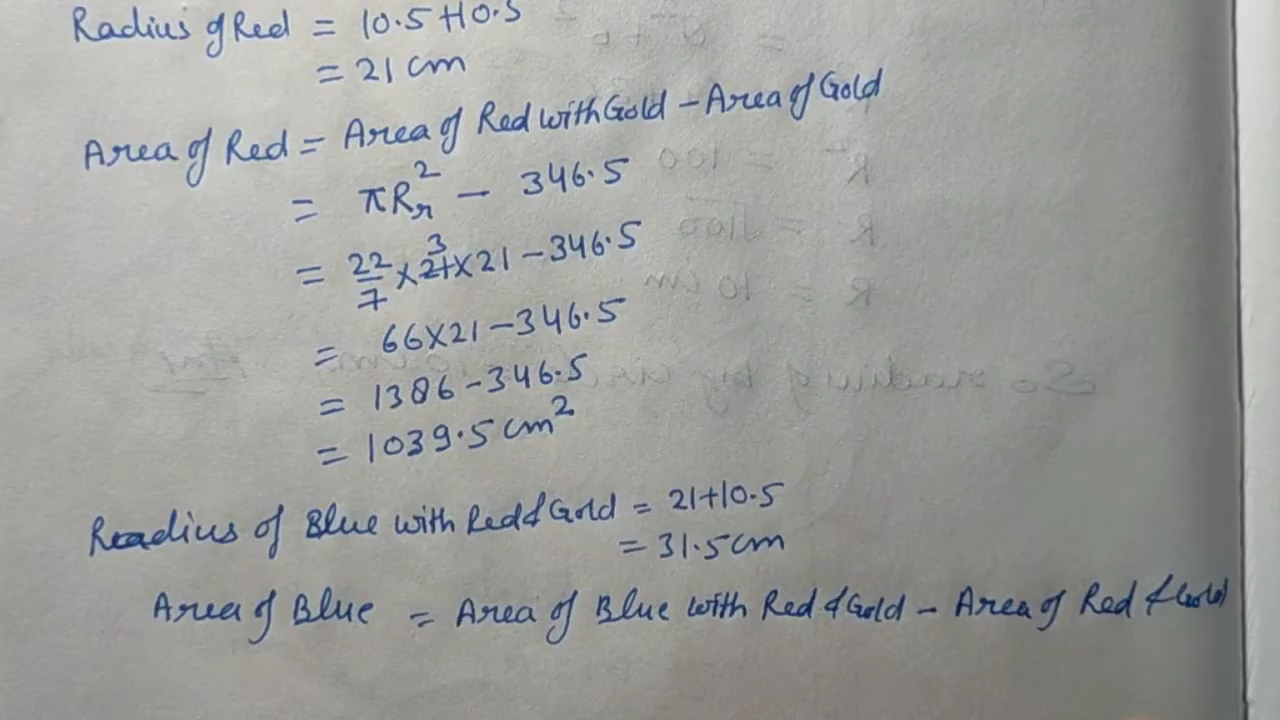 Radius of Red = 10.5+10.5
= 21 cm
Area of Red = Area of Red with Gold - Area of Gold
= πRr² - 346.5
= 22/7 × 21 3 × 21 - 346.5
= 66×21 - 346.5
= 1386 - 346.5
= 1039.5 cm²
Readius of Blue with Red & Gold = 21+10.5
= 31.5 cm
Area of Blue = Area of Blue with Red & Gold - Area of Red & Gold